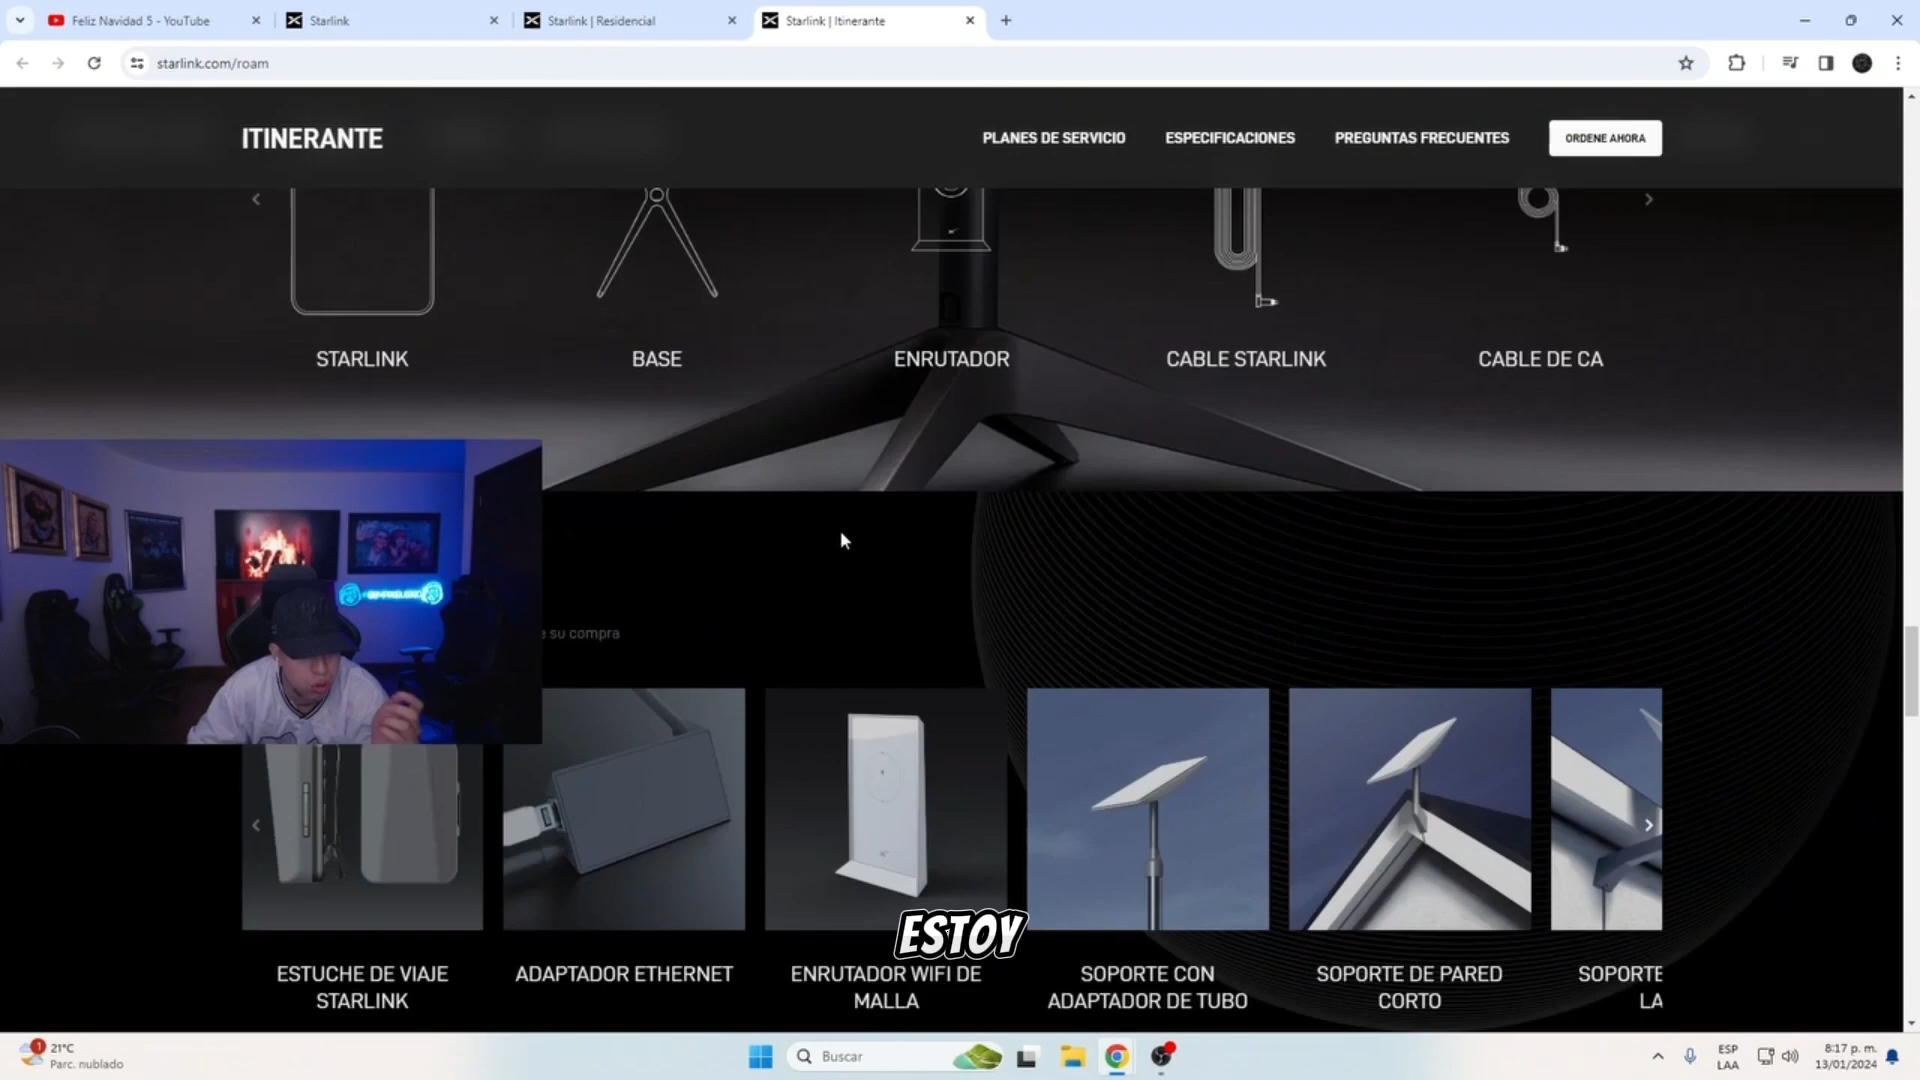 Feliz Navidad 5 - YouTube
Starlink
Starlink | Residencial
Starlink | Itinerante
starlink.com/roam
ITINERANTE
PLANES DE SERVICIO
ESPECIFICACIONES
PREGUNTAS FRECUENTES
ORDENE AHORA
STARLINK
BASE
ENRUTADOR
CABLE STARLINK
CABLE DE CA
su compra
ESTUCHE DE VIAJE
STARLINK
ADAPTADOR ETHERNET
ENRUTADOR WIFI DE
MALLA
SOPORTE CON
ADAPTADOR DE TUBO
SOPORTE DE PARED
CORTO
SOPORTE
LA
ESTOY
1
21°C
Parc. nublado
Buscar
ESP
LAA
8:17 p. m.
13/01/2024